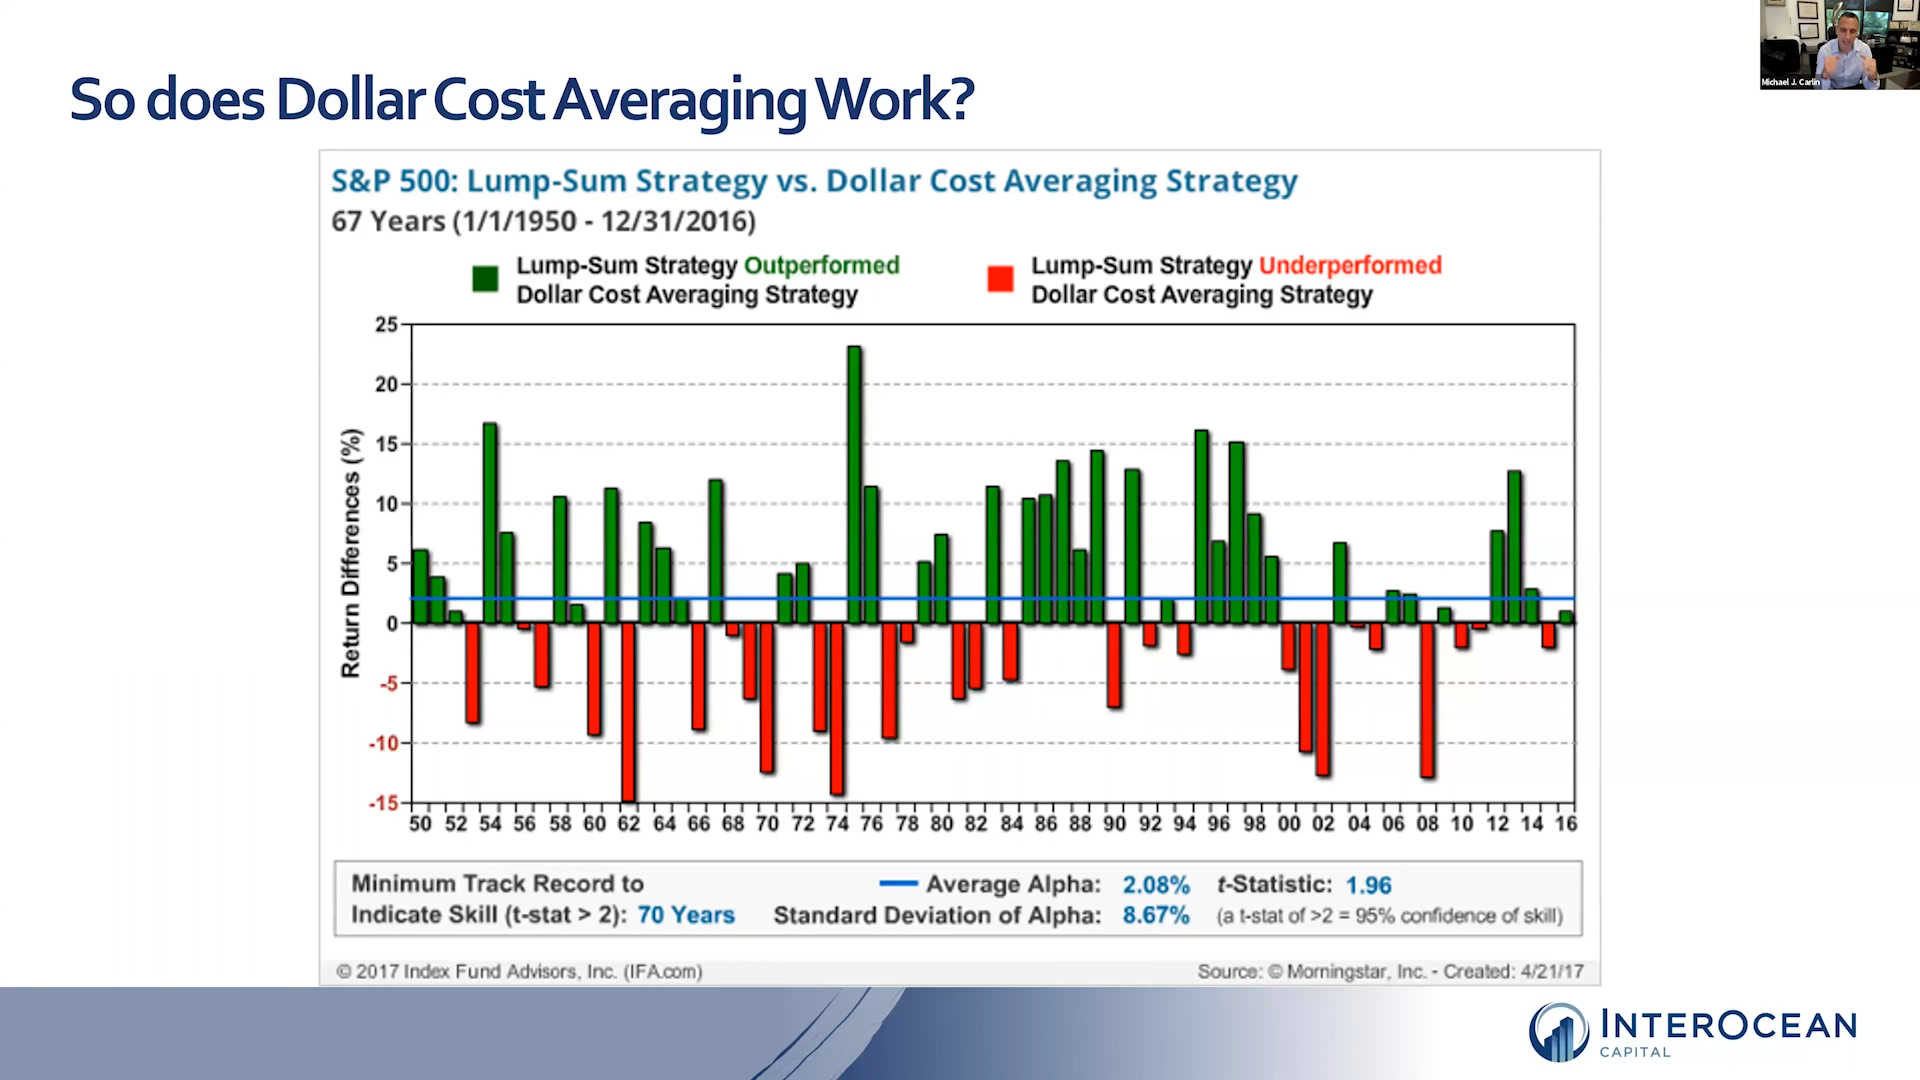 Michael J. Carlin
So does Dollar Cost Averaging Work?
S&P 500: Lump-Sum Strategy vs. Dollar Cost Averaging Strategy
67 Years (1/1/1950 - 12/31/2016)
Lump-Sum Strategy Outperformed
Dollar Cost Averaging Strategy
Lump-Sum Strategy Underperformed
Dollar Cost Averaging Strategy
Return Differences (%)
25
20
15
10
5
0
-5
-10
-15
50 52 54 56 58 60 62 64 66 68 70 72 74 76 78 80 82 84 86 88 90 92 94 96 98 00 02 04 06 08 10 12 14 16
Minimum Track Record to
Indicate Skill (t-stat > 2): 70 Years
Average Alpha: 2.08%
Standard Deviation of Alpha: 8.67%
t-Statistic: 1.96
(a t-stat of >2 = 95% confidence of skill)
© 2017 Index Fund Advisors, Inc. (IFA.com)
Source: © Morningstar, Inc. - Created: 4/21/17
INTEROCEAN
CAPITAL